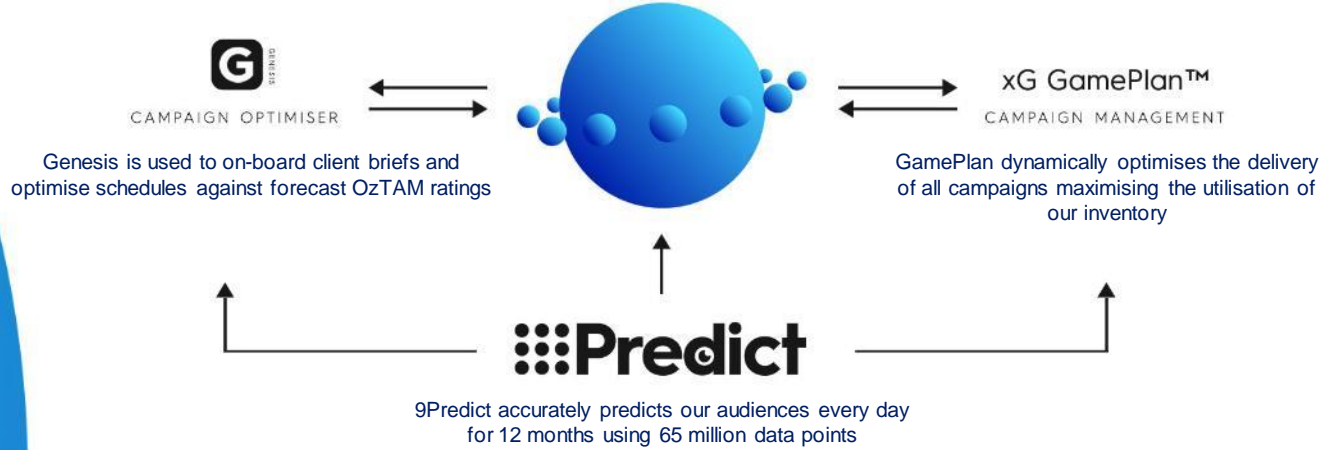 G
GENESIS
CAMPAIGN OPTIMISER
Genesis is used to on-board client briefs and
optimise schedules against forecast OzTAM ratings
xG GamePlan™
CAMPAIGN MANAGEMENT
GamePlan dynamically optimises the delivery
of all campaigns maximising the utilisation of
our inventory
Predict
9Predict accurately predicts our audiences every day
for 12 months using 65 million data points